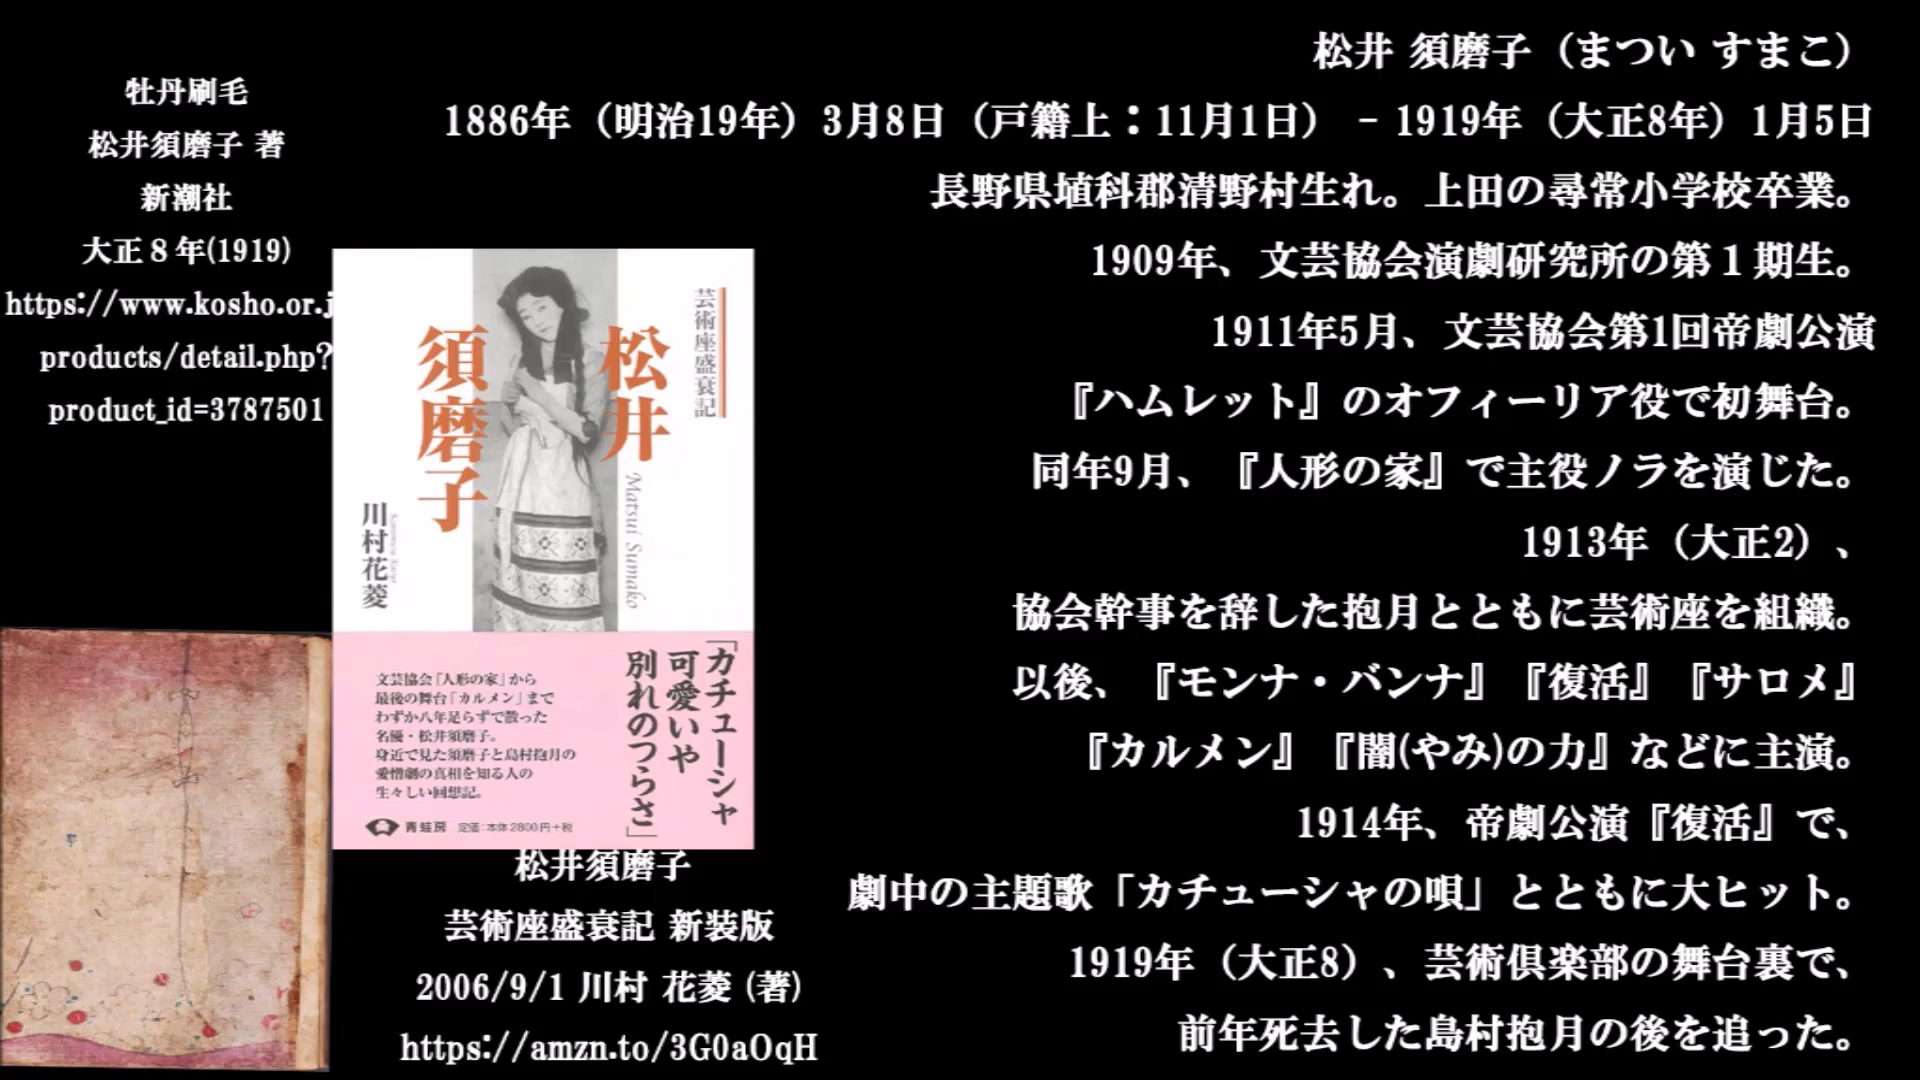 牡丹刷毛
松井須磨子 著
新潮社
大正８年(1919)
https://www.kosho.or.j
products/detail.php?
product_id=3787501
芸術座盛衰記
松井
須磨子
Matsui Sumako
川村花菱
「カチューシャ
可愛いや
別れのつらさ」
文芸協会「人形の家」から
最後の舞台「カルメン」まで
わずか八年足らずで散った
名優・松井須磨子。
身近で見た須磨子と島村抱月の
愛憎劇の真相を知る人の
生々しい回想記。
青蛙房 定価:本体2800円+税
松井須磨子
芸術座盛衰記 新装版
2006/9/1 川村 花菱 (著)
https://amzn.to/3G0aOqH
松井 須磨子（まつい すまこ）
1886年（明治19年）3月8日（戸籍上：11月1日） - 1919年（大正8年）1月5日
長野県埴科郡清野村生れ。上田の尋常小学校卒業。
1909年、文芸協会演劇研究所の第１期生。
1911年5月、文芸協会第1回帝劇公演
『ハムレット』のオフィーリア役で初舞台。
同年9月、『人形の家』で主役ノラを演じた。
1913年（大正2）、
協会幹事を辞した抱月とともに芸術座を組織。
以後、『モンナ・バンナ』『復活』『サロメ』
『カルメン』『闇(やみ)の力』などに主演。
1914年、帝劇公演『復活』で、
劇中の主題歌「カチューシャの唄」とともに大ヒット。
1919年（大正8）、芸術倶楽部の舞台裏で、
前年死去した島村抱月の後を追った。